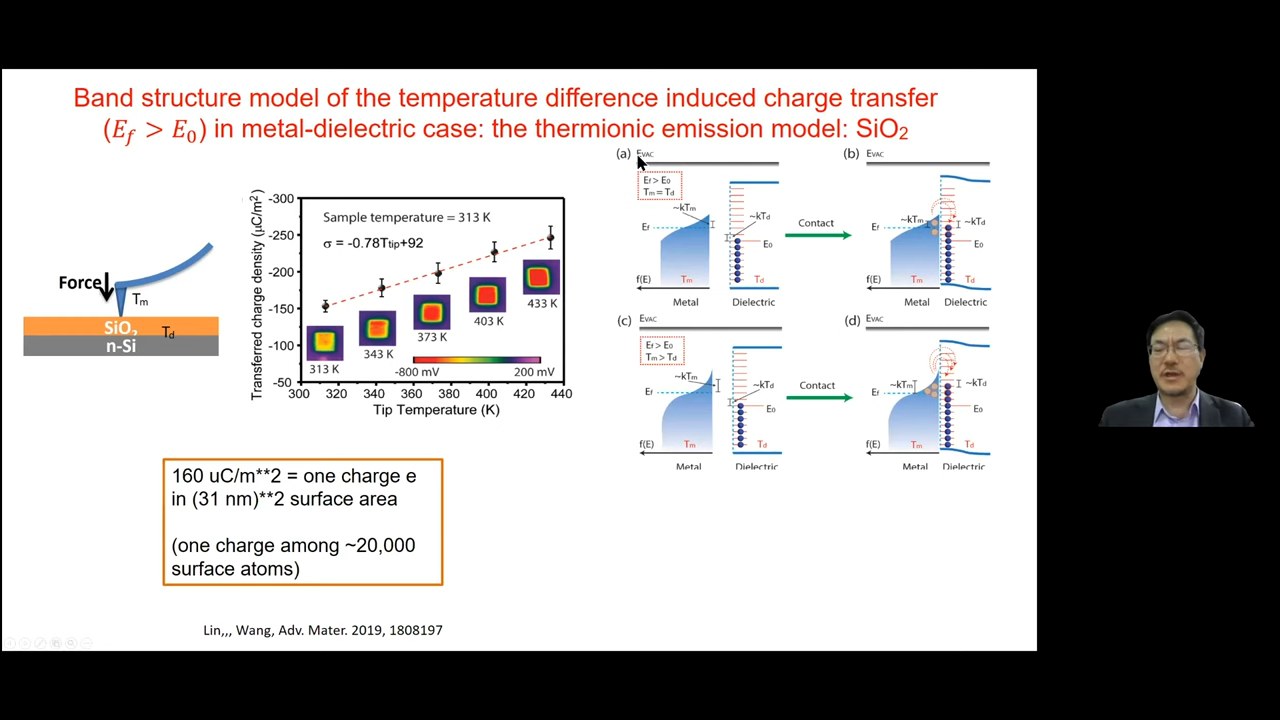 Band structure model of the temperature difference induced charge transfer
(E_f > E_0) in metal-dielectric case: the thermionic emission model: SiO₂
Force
T_m
SiO₂
T_d
n-Si
Transferred charge density (μC/m²)
-300
-250
-200
-150
-100
-50
Sample temperature = 313 K
σ = -0.78T_tip+92
313 K
343 K
373 K
403 K
433 K
-800 mV
200 mV
300 320 340 360 380 400 420 440
Tip Temperature (K)
(a)
E_VAC
E_f > E_0
T_m = T_d
~kT_m
~kT_d
E_f
E_0
f(E)
T_m
T_d
Metal
Dielectric
Contact
(b)
E_VAC
~kT_m
~kT_d
E_f
E_0
f(E)
T_m
T_d
Metal
Dielectric
(c)
E_VAC
E_f > E_0
T_m > T_d
~kT_m
~kT_d
E_f
E_0
f(E)
T_m
T_d
Metal
Dielectric
Contact
(d)
E_VAC
~kT_m
~kT_d
E_f
E_0
f(E)
T_m
T_d
Metal
Dielectric
160 uC/m**2 = one charge e
in (31 nm)**2 surface area
(one charge among ~20,000
surface atoms)
Lin,,, Wang, Adv. Mater. 2019, 1808197